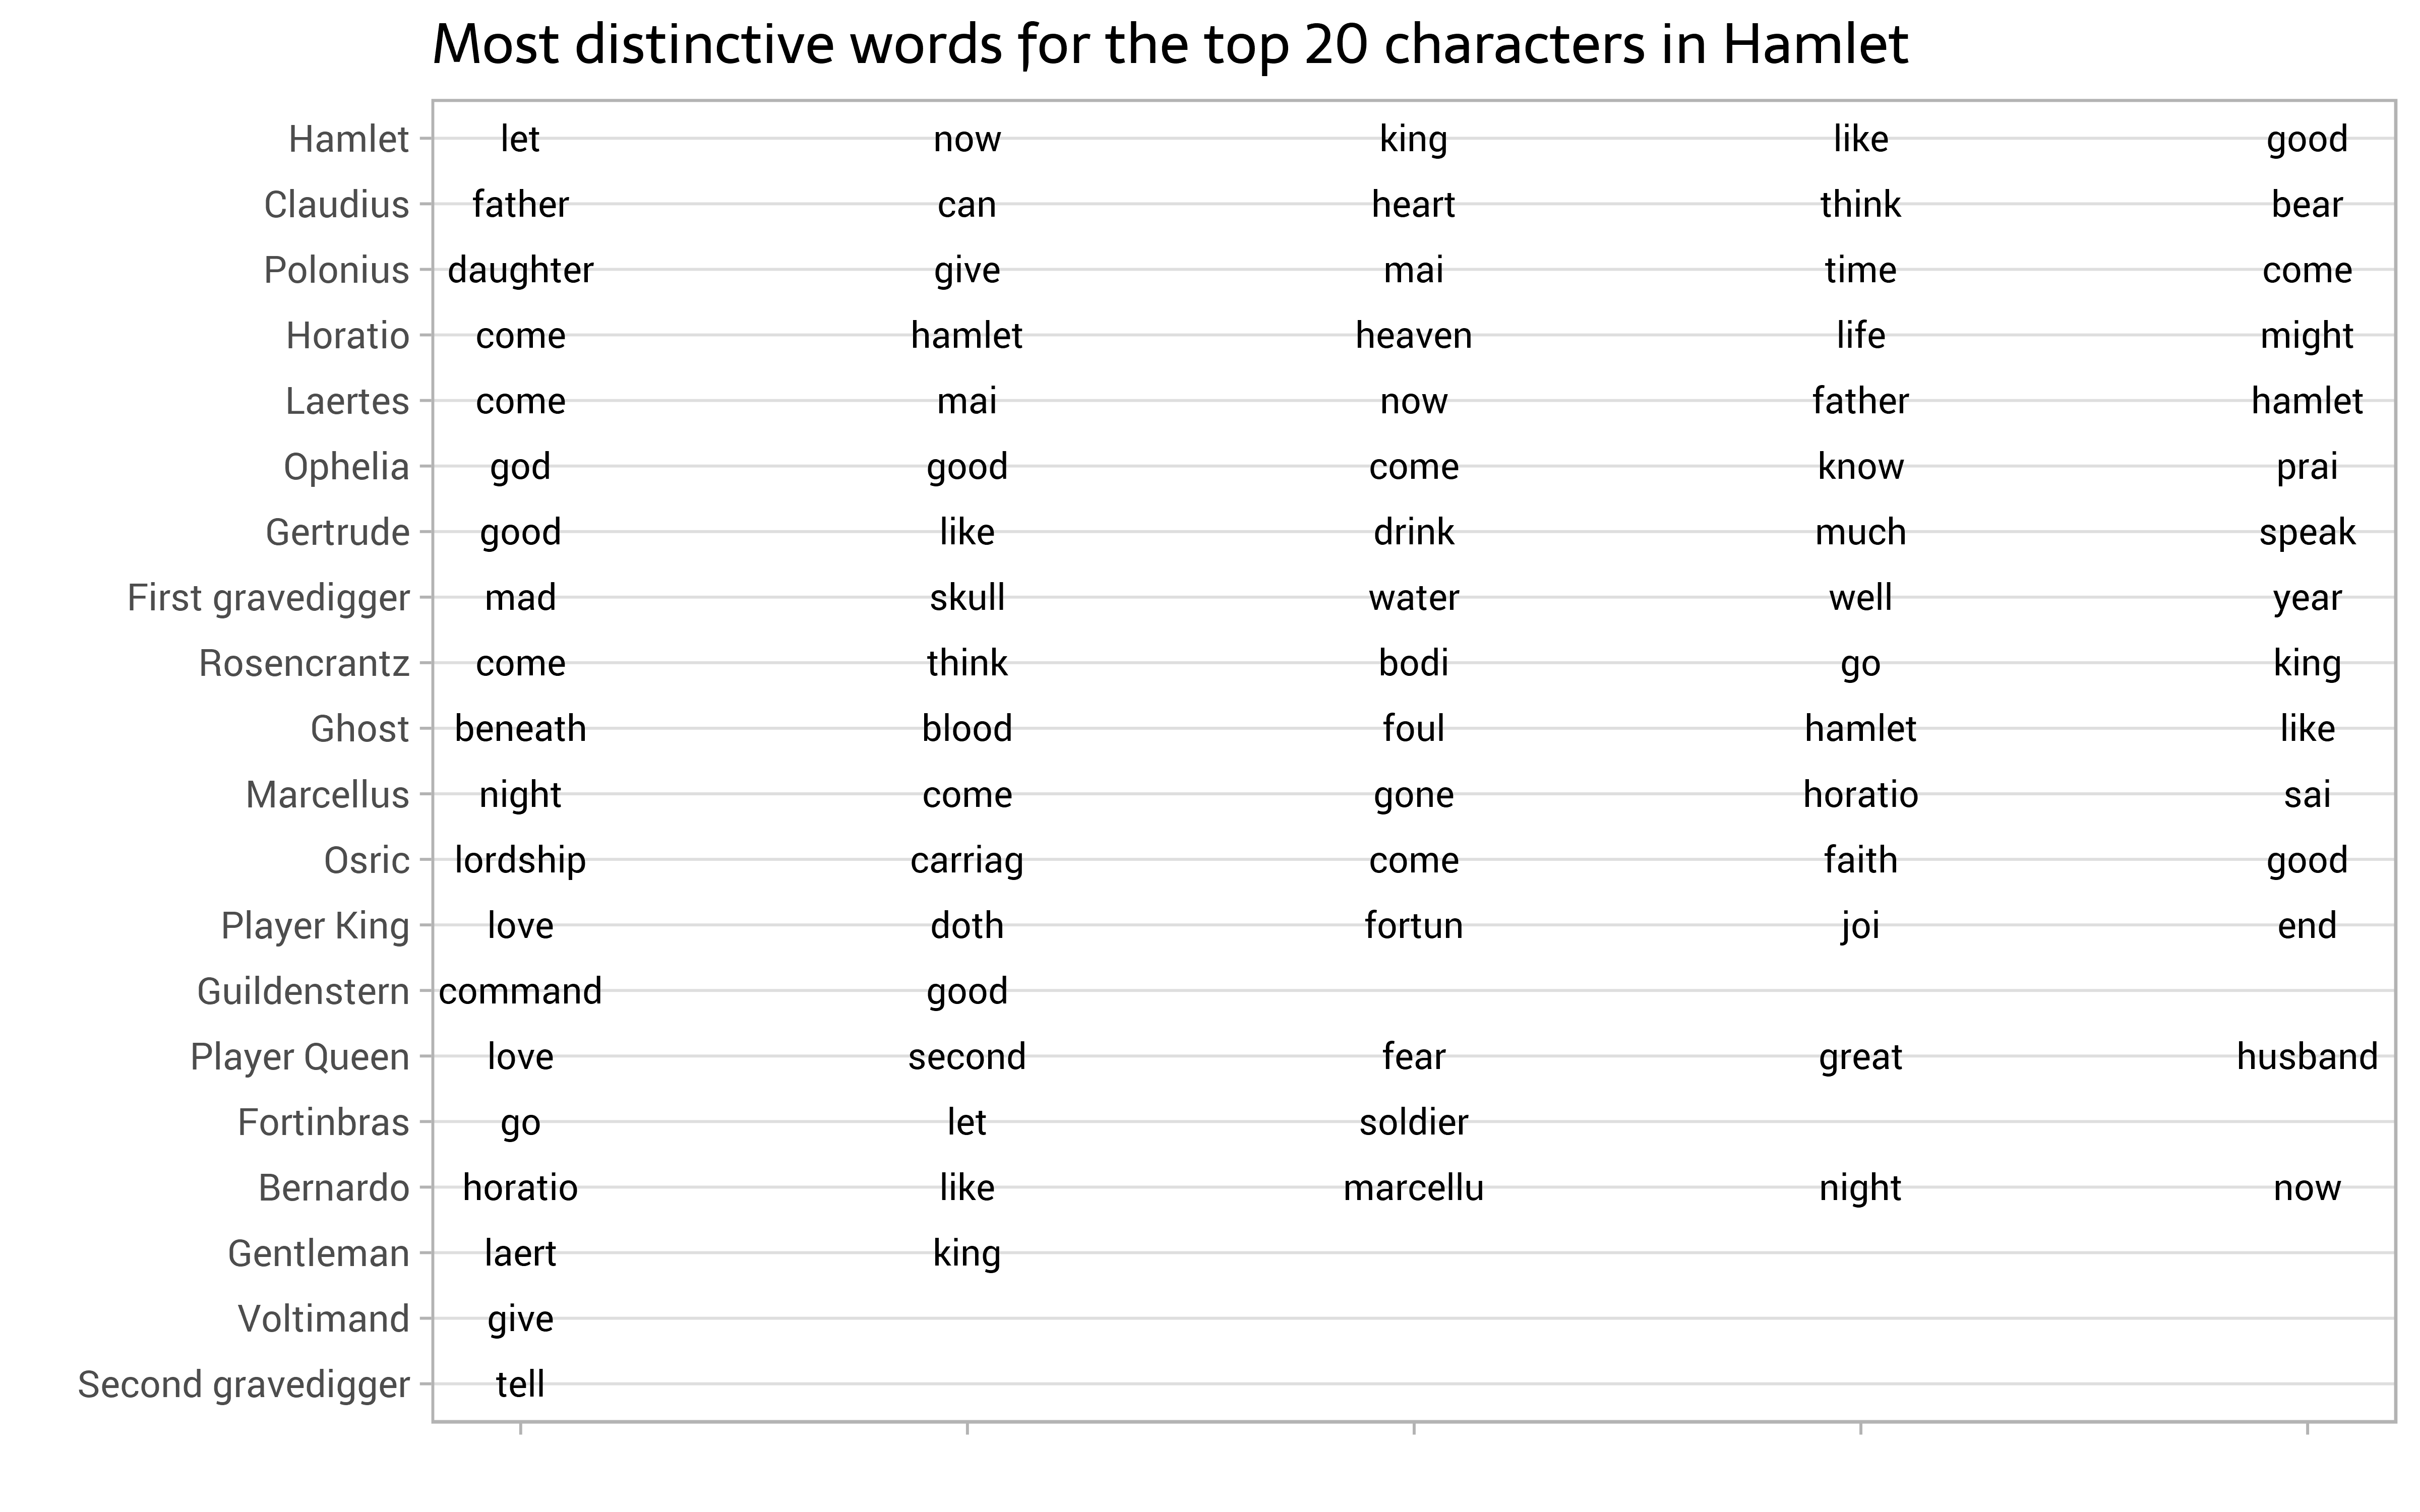 Most distinctive words for the top 20 characters in Hamlet
Hamlet let now king like good
Claudius father can heart think bear
Polonius daughter give mai time come
Horatio come hamlet heaven life might
Laertes come mai now father hamlet
Ophelia god good come know prai
Gertrude good like drink much speak
First gravedigger mad skull water well year
Rosencrantz come think bodi go king
Ghost beneath blood foul hamlet like
Marcellus night come gone horatio sai
Osric lordship carriag come faith good
Player King love doth fortun joi end
Guildenstern command good
Player Queen love second fear great husband
Fortinbras go let soldier
Bernardo horatio like marcellu night now
Gentleman laert king
Voltimand give
Second gravedigger tell